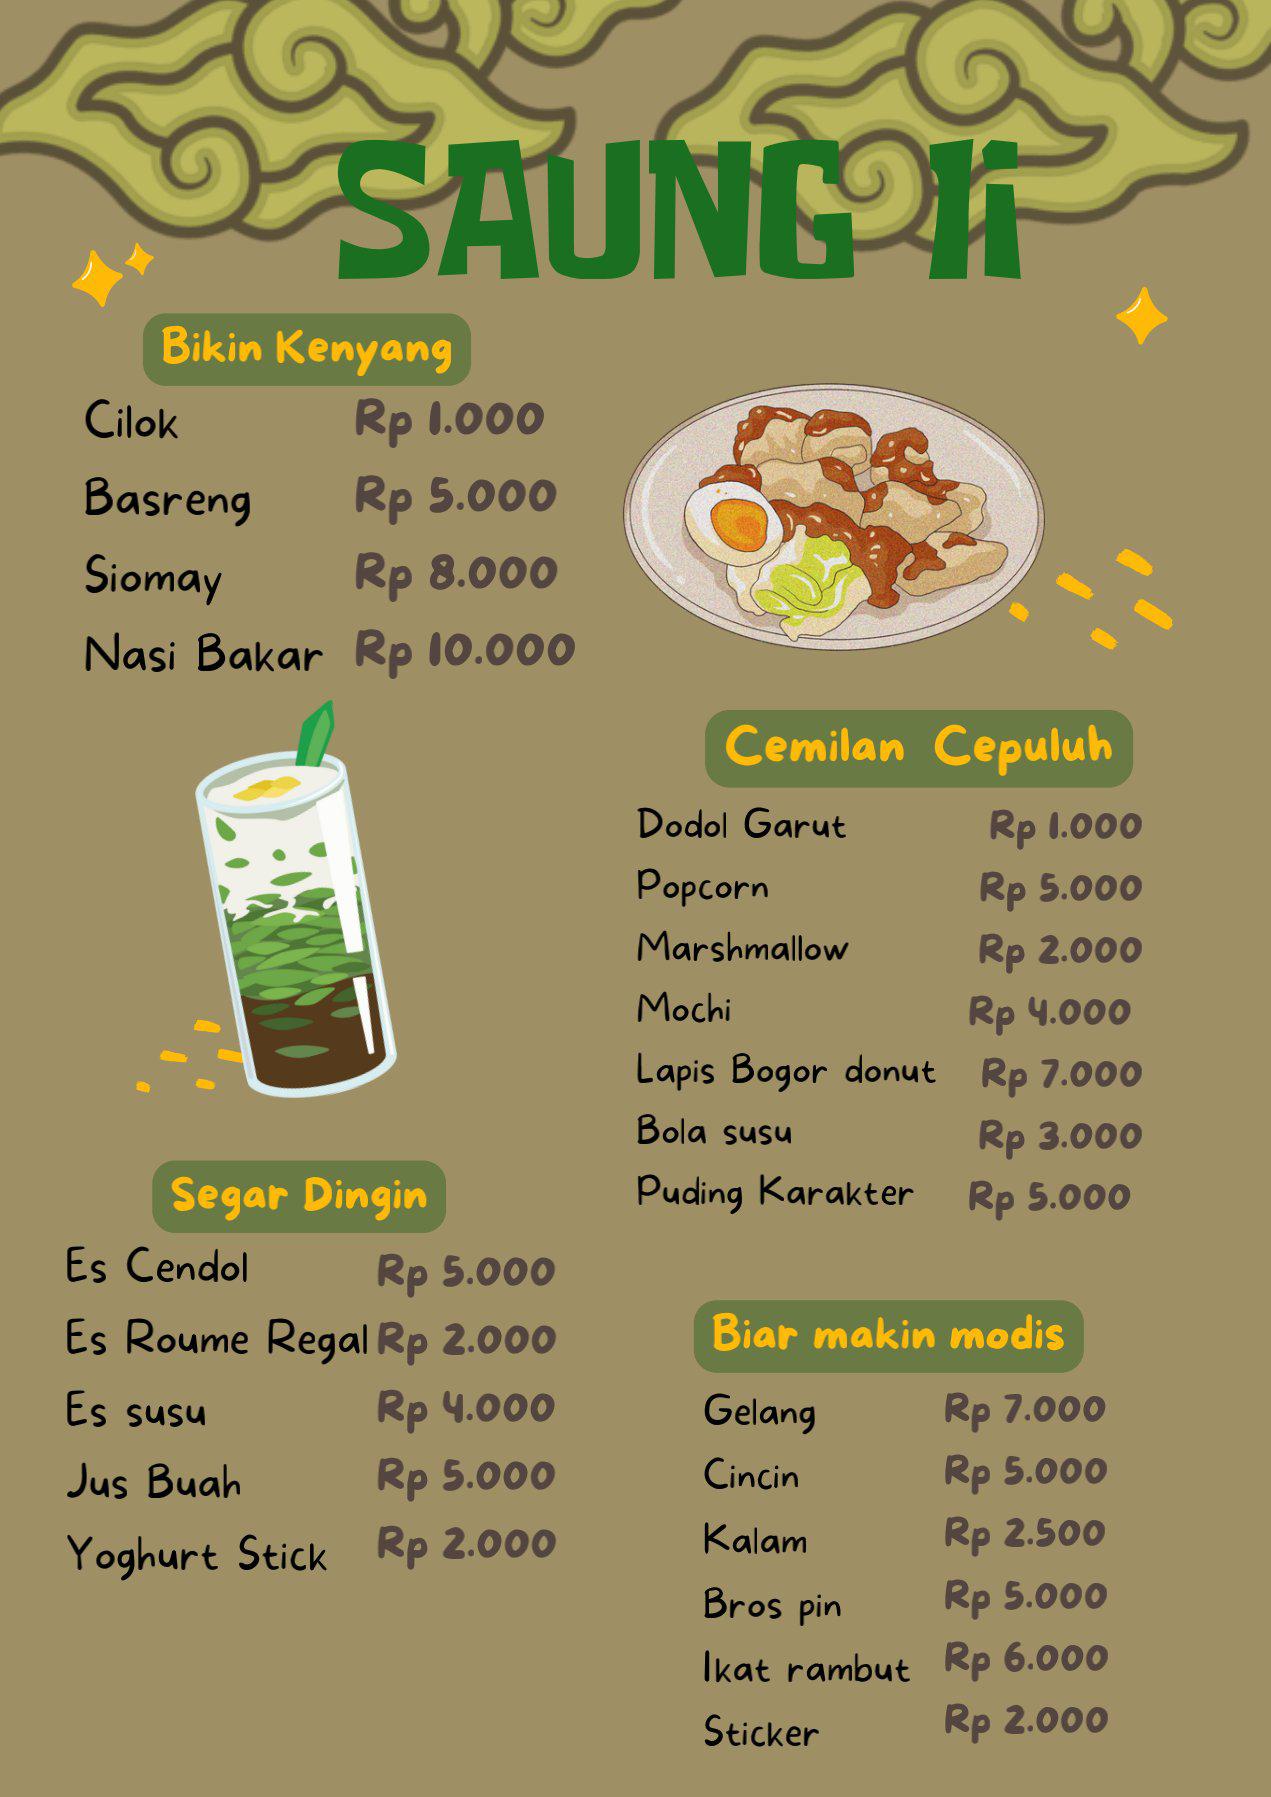 SAUNG 1i
Bikin Kenyang
Cilok Rp 1.000
Basreng Rp 5.000
Siomay Rp 8.000
Nasi Bakar Rp 10.000
Cemilan Cepuluh
Dodol Garut Rp 1.000
Popcorn Rp 5.000
Marshmallow Rp 2.000
Mochi Rp 4.000
Lapis Bogor donut Rp 7.000
Bola susu Rp 3.000
Puding Karakter Rp 5.000
Segar Dingin
Es Cendol Rp 5.000
Es Roume Regal Rp 2.000
Es susu Rp 4.000
Jus Buah Rp 5.000
Yoghurt Stick Rp 2.000
Biar makin modis
Gelang Rp 7.000
Cincin Rp 5.000
Kalam Rp 2.500
Bros pin Rp 5.000
Ikat rambut Rp 6.000
Sticker Rp 2.000